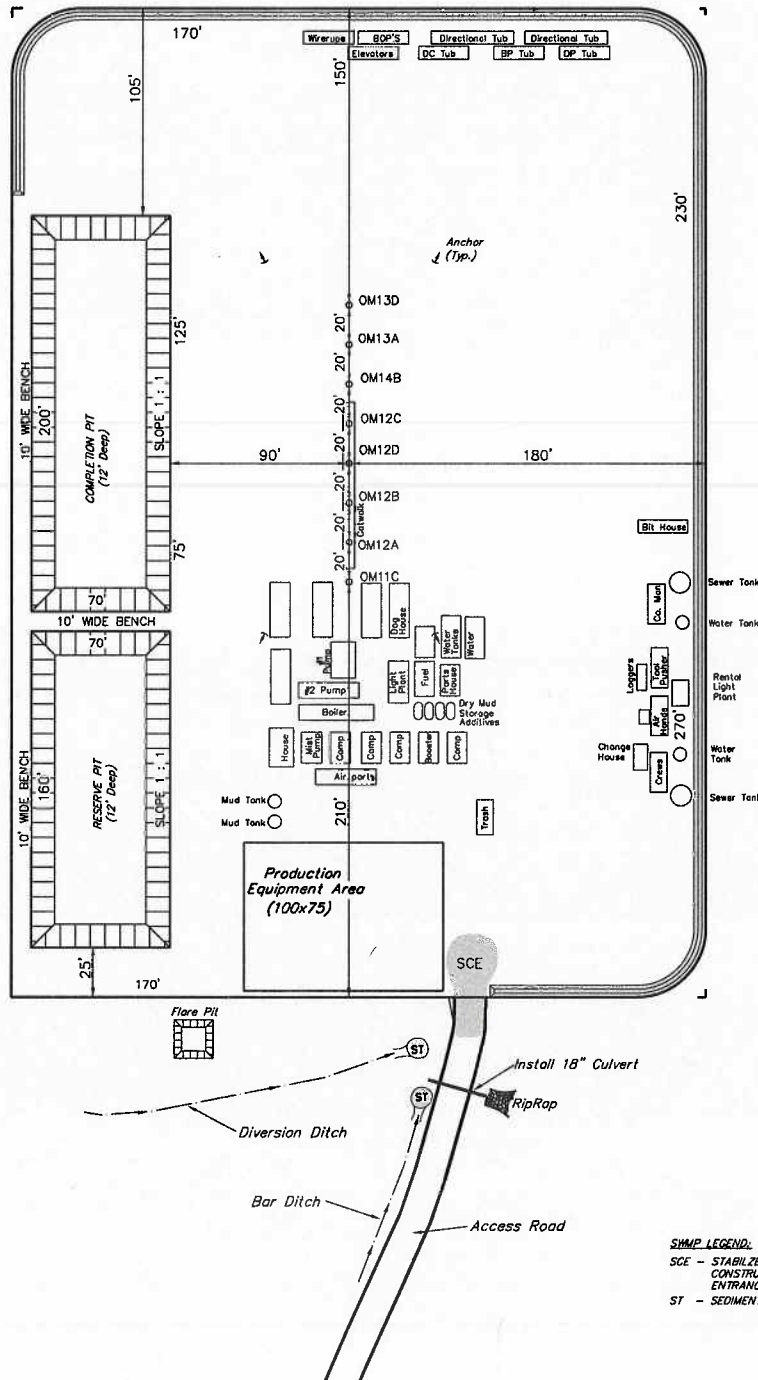 170'
Wirerups
BOP'S
Directional Tub
Directional Tub
Elevators
DC Tub
BP Tub
DP Tub
105'
150'
230'
Anchor
(Typ.)
OM13D
20'
OM13A
20'
OM14B
20'
OM12C
20'
OM12D
20'
OM12B
20'
OM12A
20'
OM11C
Catwalk
125'
10' WIDE BENCH
200'
COMPLETION PIT
(12' Deep)
SLOPE 1 : 1
90'
180'
75'
70'
10' WIDE BENCH
70'
Bit House
Sewer Tank
Co. Man
Water Tank
Loggers
Tool
Pusher
Rental
Light
Plant
Air
Hands
270'
Change
House
Crews
Water
Tank
Sewer Tank
Dog
House
Water
Tanks
Water
#1
Pump
#2 Pump
Light
Plant
Fuel
Parts
House
Boiler
Dry Mud
Storage
Additives
House
Mist
Pump
Comp
Comp
Comp
Booster
Comp
Air parts
Mud Tank
Mud Tank
210'
Trash
10' WIDE BENCH
160'
RESERVE PIT
(12' Deep)
SLOPE 1 : 1
Production
Equipment Area
(100x75)
SCE
25'
170'
Flare Pit
ST
Install 18" Culvert
ST
RipRap
Diversion Ditch
Bar Ditch
Access Road
SWMP LEGEND:
SCE - STABILZE
CONSTRU
ENTRANC
ST - SEDIMEN